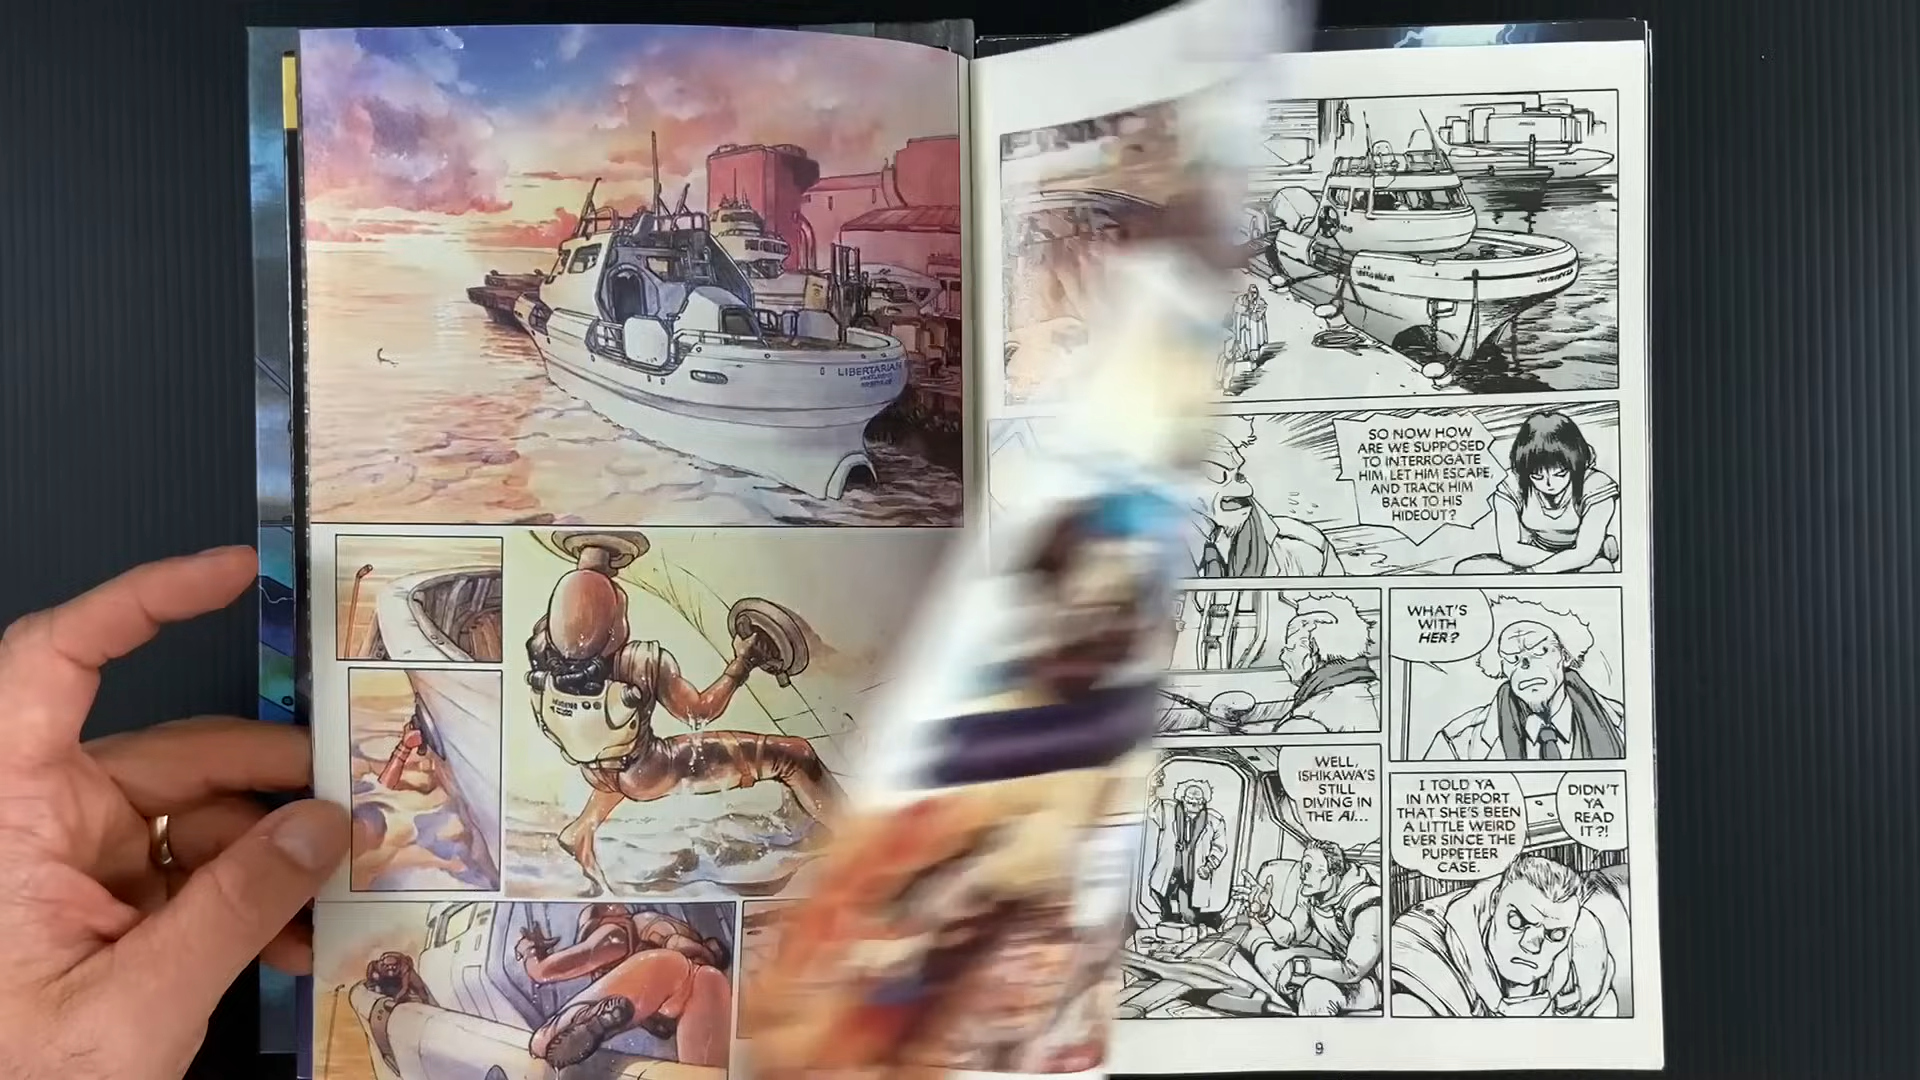 LIBERTARIAN
SO NOW HOW
ARE WE SUPPOSED
TO INTERROGATE
HIM, LET HIM ESCAPE,
AND TRACK HIM
BACK TO HIS
HIDEOUT?
WHAT'S
WITH
HER?
WELL,
ISHIKAWA'S
STILL
DIVING IN
THE AI...
I TOLD YA
IN MY REPORT
THAT SHE'S BEEN
A LITTLE WEIRD
EVER SINCE THE
PUPPETEER
CASE.
DIDN'T
YA
READ
IT?!
9